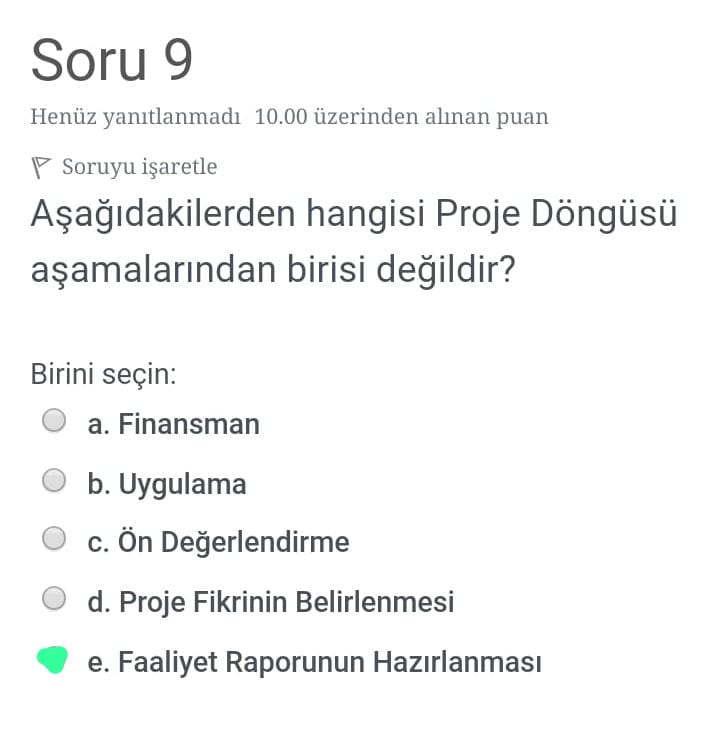 Soru 9
Henüz yanıtlanmadı 10.00 üzerinden alınan puan
Soruyu işaretle
Aşağıdakilerden hangisi Proje Döngüsü
aşamalarından birisi değildir?
Birini seçin:
a. Finansman
b. Uygulama
c. Ön Değerlendirme
d. Proje Fikrinin Belirlenmesi
e. Faaliyet Raporunun Hazırlanması